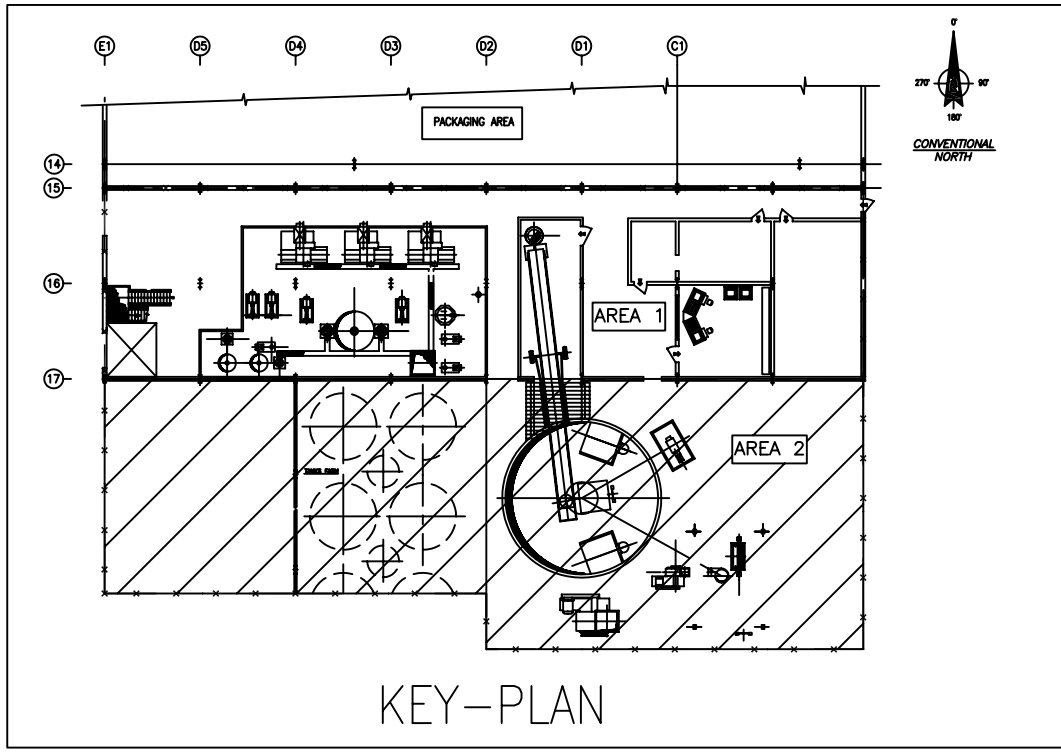 E1 D5 D4 D3 D2 D1 C1
0'
270' 90'
180'
CONVENTIONAL
NORTH
PACKAGING AREA
14
15
16
17
AREA 1
AREA 2
KEY-PLAN